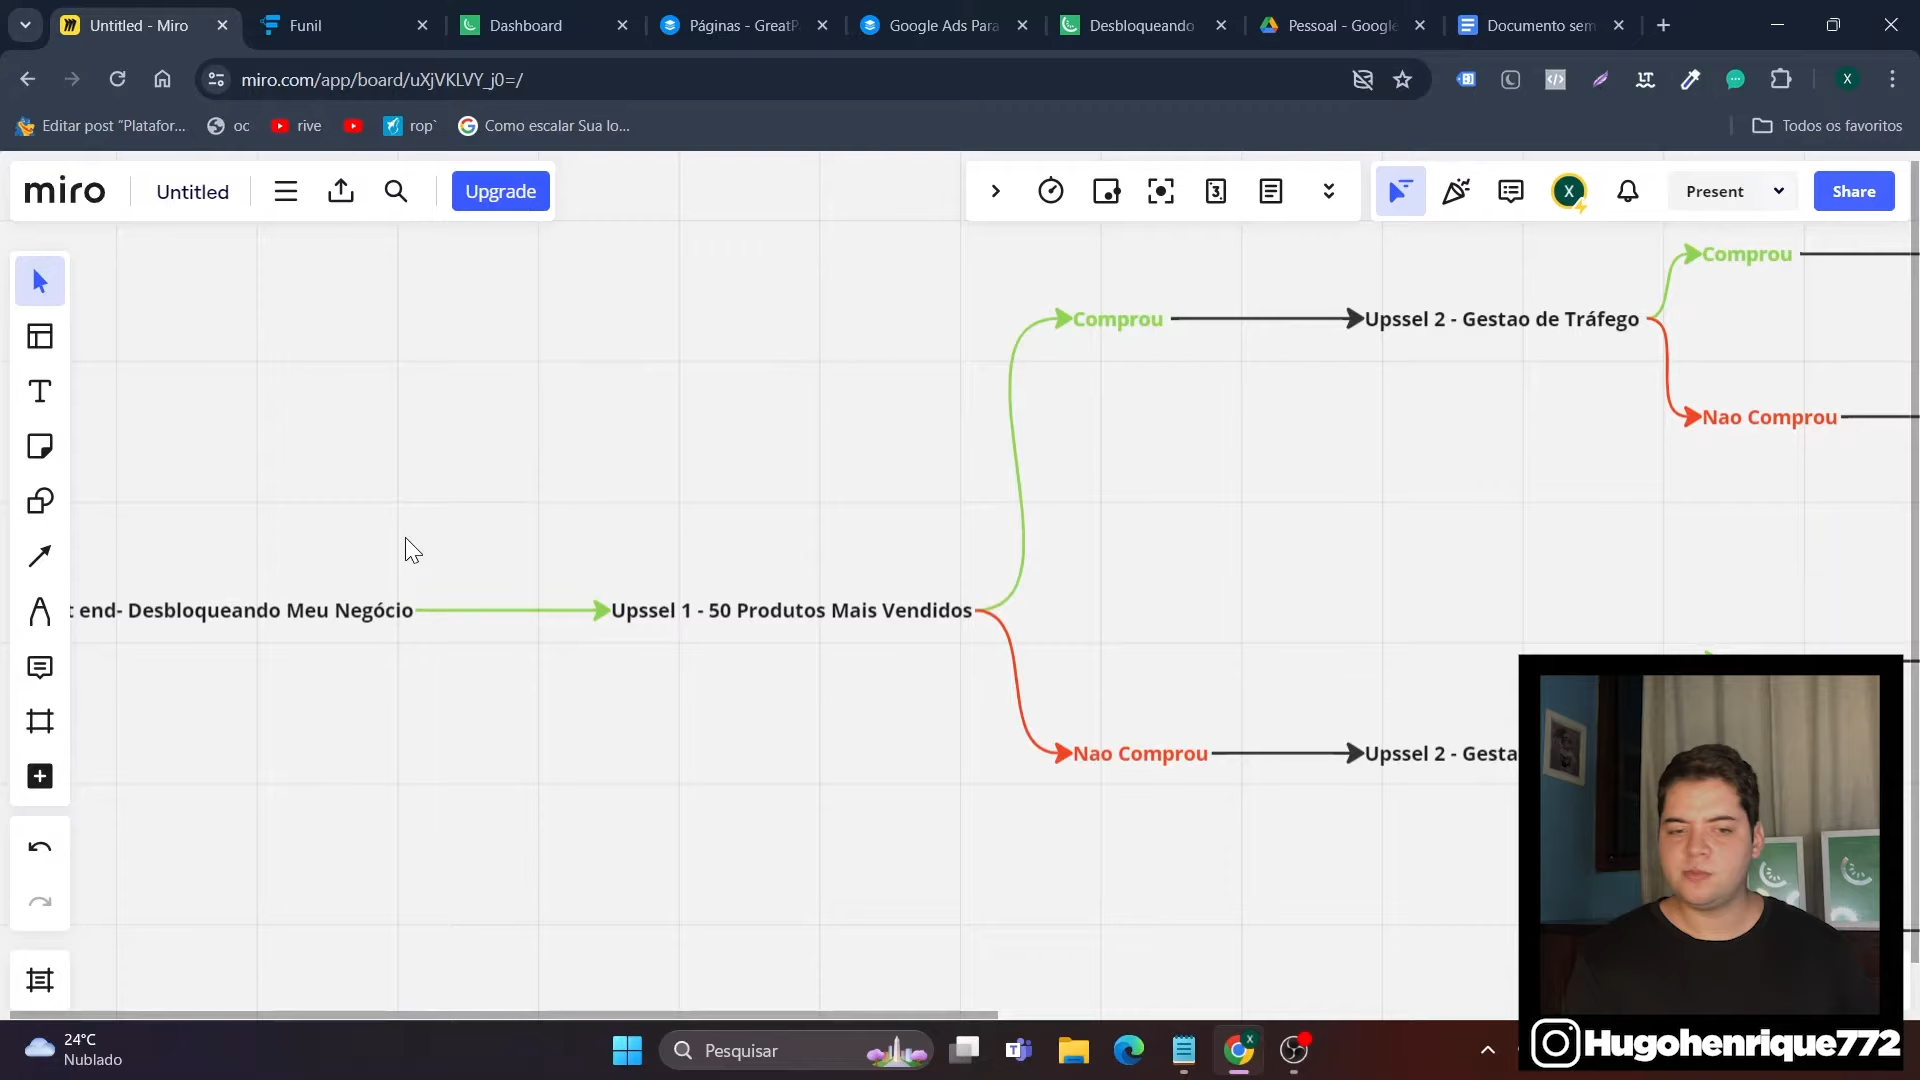 Untitled - Miro
Funil
Dashboard
Páginas - GreatP
Google Ads Para
Desbloqueando
Pessoal - Google
Documento sem
miro.com/app/board/uXjVKLVY_j0=/
X
Editar post “Platafor...
oc
rive
rop`
Como escalar Sua lo...
Todos os favoritos
miro
Untitled
Upgrade
3
X
Present
Share
Comprou
Comprou
Upssel 2 - Gestao de Tráfego
Nao Comprou
t end- Desbloqueando Meu Negócio
Upssel 1 - 50 Produtos Mais Vendidos
Nao Comprou
Upssel 2 - Gesta
24°C
Nublado
Pesquisar
Hugohenrique772